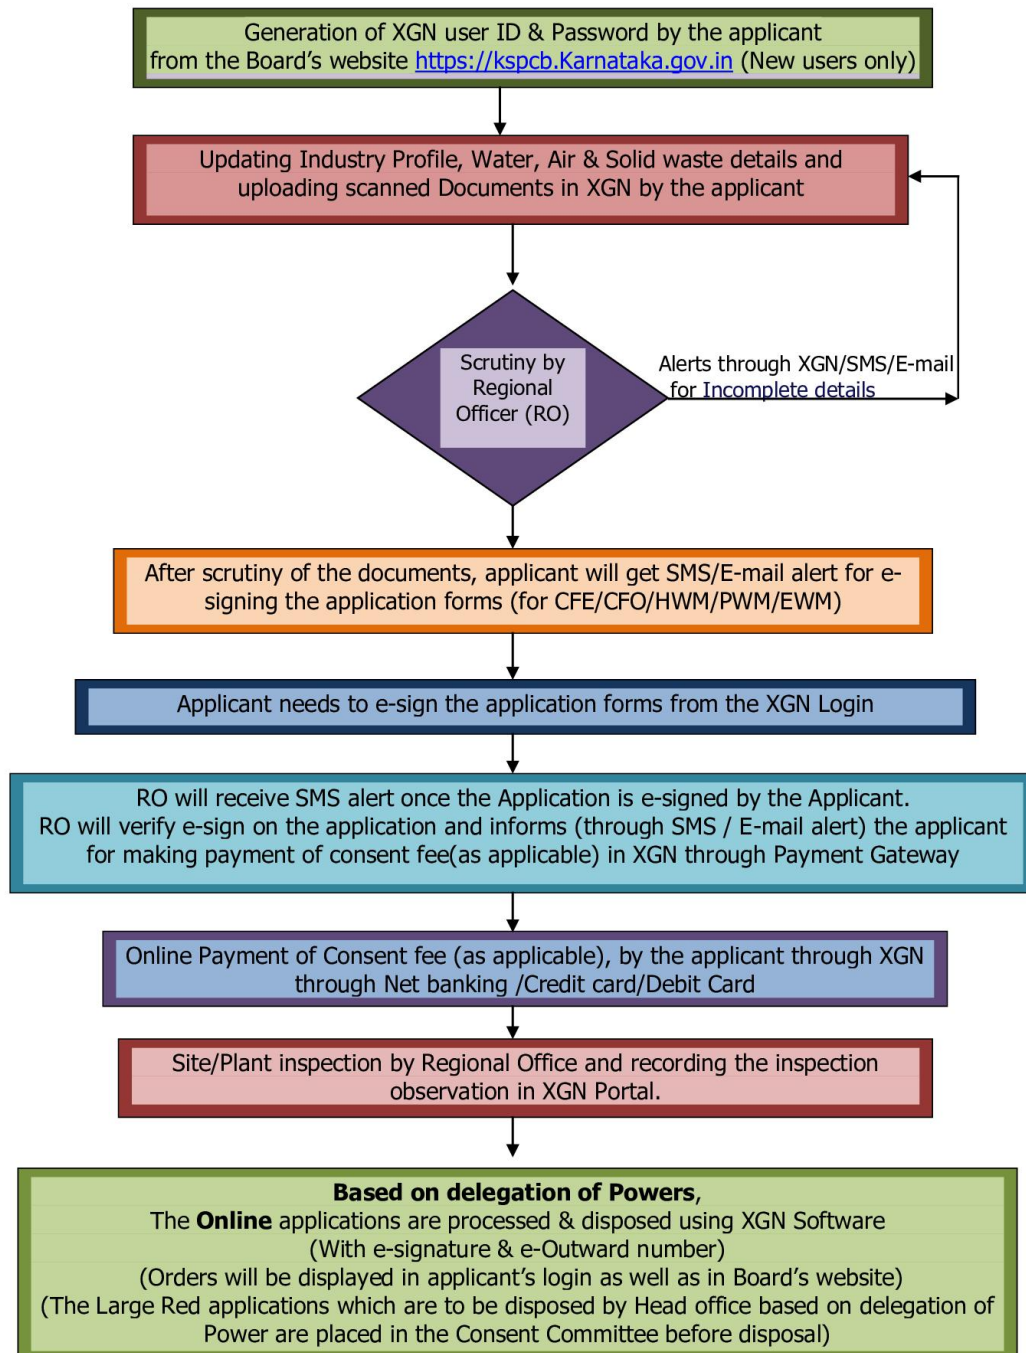 Generation of XGN user ID & Password by the applicant
from the Board’s website https://kspcb.Karnataka.gov.in (New users only)
Updating Industry Profile, Water, Air & Solid waste details and
uploading scanned Documents in XGN by the applicant
Scrutiny by
Regional
Officer (RO)
Alerts through XGN/SMS/E-mail
for Incomplete details
After scrutiny of the documents, applicant will get SMS/E-mail alert for e-
signing the application forms (for CFE/CFO/HWM/PWM/EWM)
Applicant needs to e-sign the application forms from the XGN Login
RO will receive SMS alert once the Application is e-signed by the Applicant.
RO will verify e-sign on the application and informs (through SMS / E-mail alert) the applicant
for making payment of consent fee(as applicable) in XGN through Payment Gateway
Online Payment of Consent fee (as applicable), by the applicant through XGN
through Net banking /Credit card/Debit Card
Site/Plant inspection by Regional Office and recording the inspection
observation in XGN Portal.
Based on delegation of Powers,
The Online applications are processed & disposed using XGN Software
(With e-signature & e-Outward number)
(Orders will be displayed in applicant’s login as well as in Board’s website)
(The Large Red applications which are to be disposed by Head office based on delegation of
Power are placed in the Consent Committee before disposal)